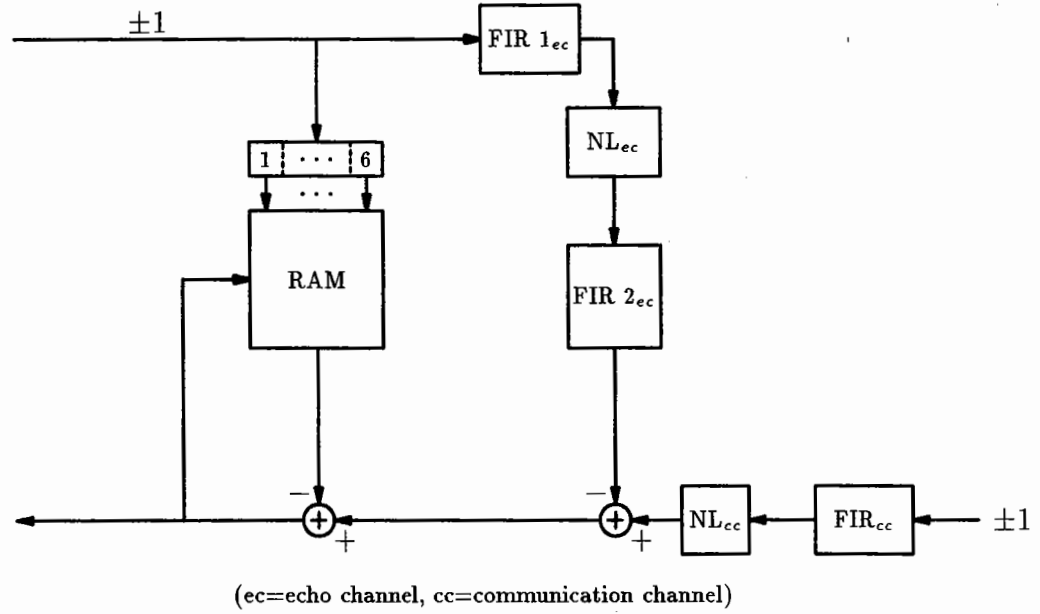 ±1
FIR 1ec
NLec
1 ··· 6
···
RAM
FIR 2ec
−
−
+
+
+
+
NLcc
FIRcc
±1
(ec=echo channel, cc=communication channel)